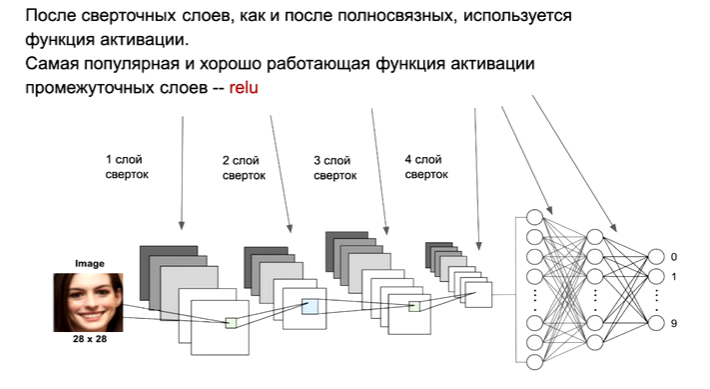 После сверточных слоев, как и после полносвязных, используется
функция активации.
Самая популярная и хорошо работающая функция активации
промежуточных слоев -- relu
1 слой
сверток
2 слой
сверток
3 слой
сверток
4 слой
сверток
Image
28 x 28
0
1
9